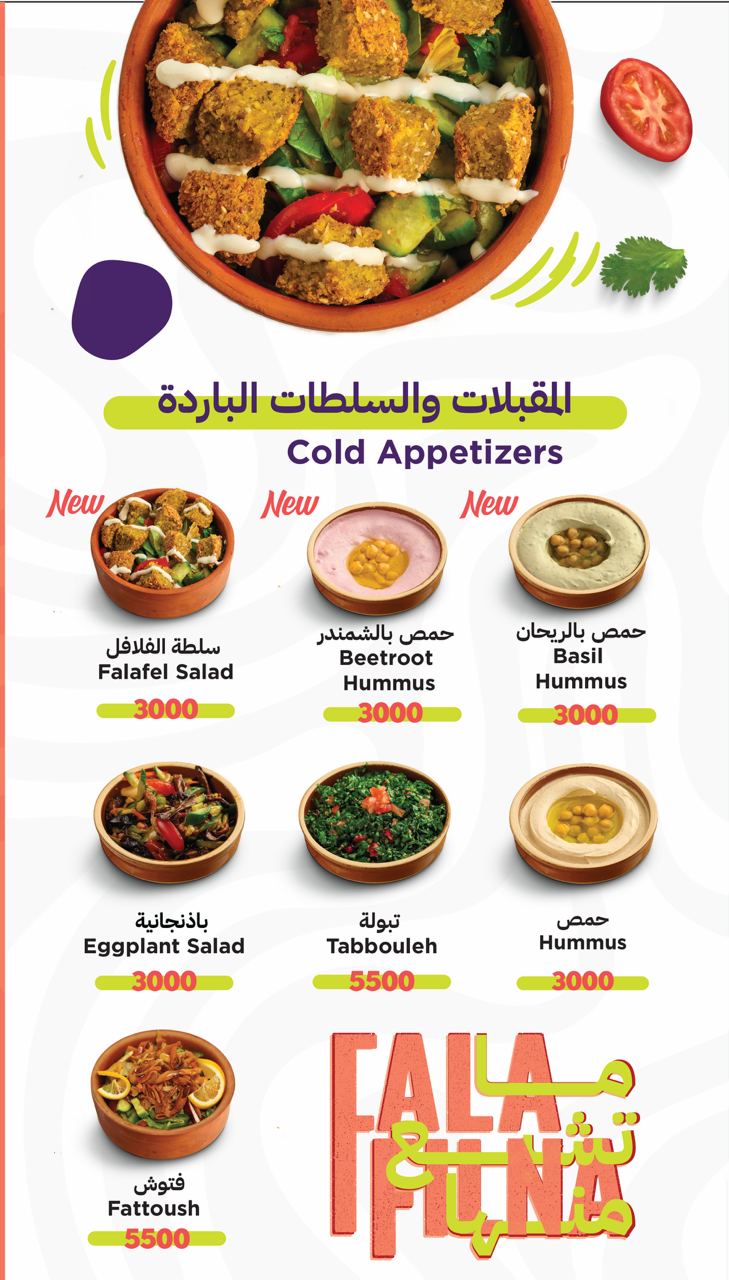 المقبلات والسلطات الباردة
Cold Appetizers
New
سلطة الفلافل
Falafel Salad
3000
New
حمص بالشمندر
Beetroot
Hummus
3000
New
حمص بالريحان
Basil
Hummus
3000
باذنجانية
Eggplant Salad
3000
تبولة
Tabbouleh
5500
حمص
Hummus
3000
فتوش
Fattoush
5500
FALA
FILNA
ما
تشبع
منها